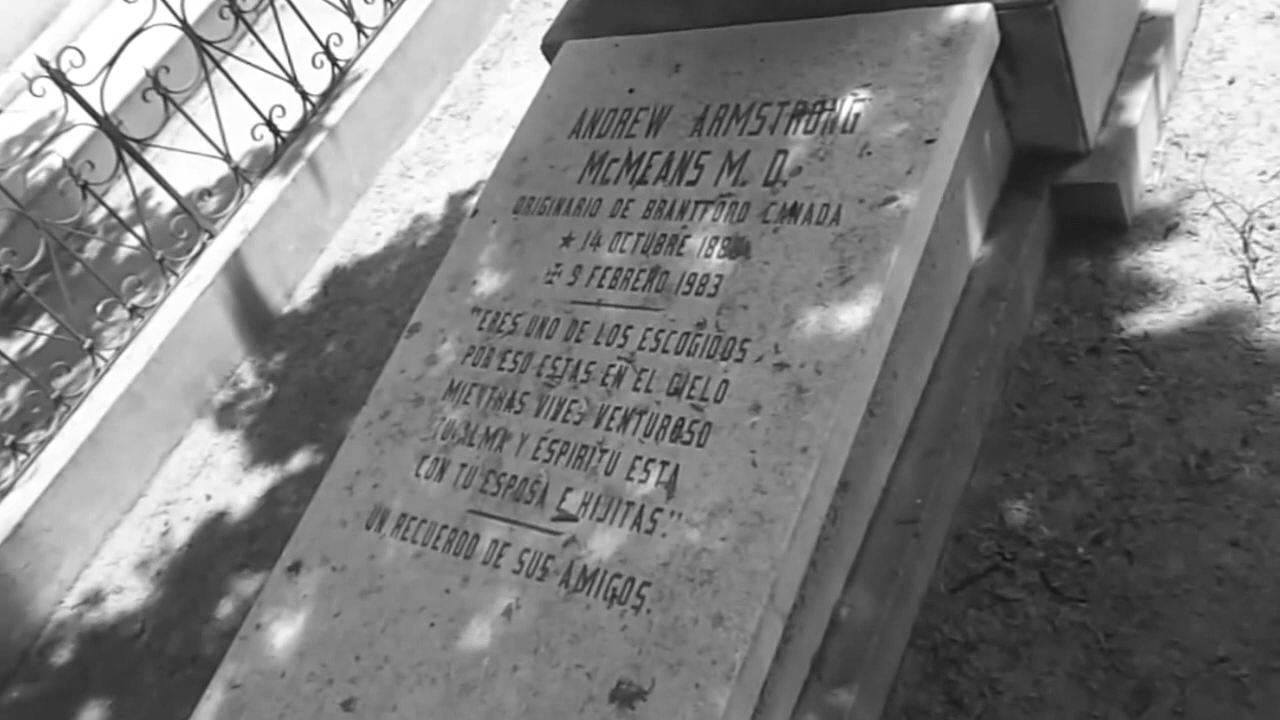 ANDREW ARMSTRONG
McMEANS M. D.
ORIGINARIO DE BRANTFORD CANADA
★ 14 OCTUBRE
✠ 9 FEBRERO 1983
"ERES UNO DE LOS ESCOGIDOS
POR ESO ESTAS EN EL CIELO
MIENTRAS VIVES VENTUROSO
TU ALMA Y ESPIRITU ESTA
CON TU ESPOSA E HIJITAS."
UN RECUERDO DE SUS AMIGOS.